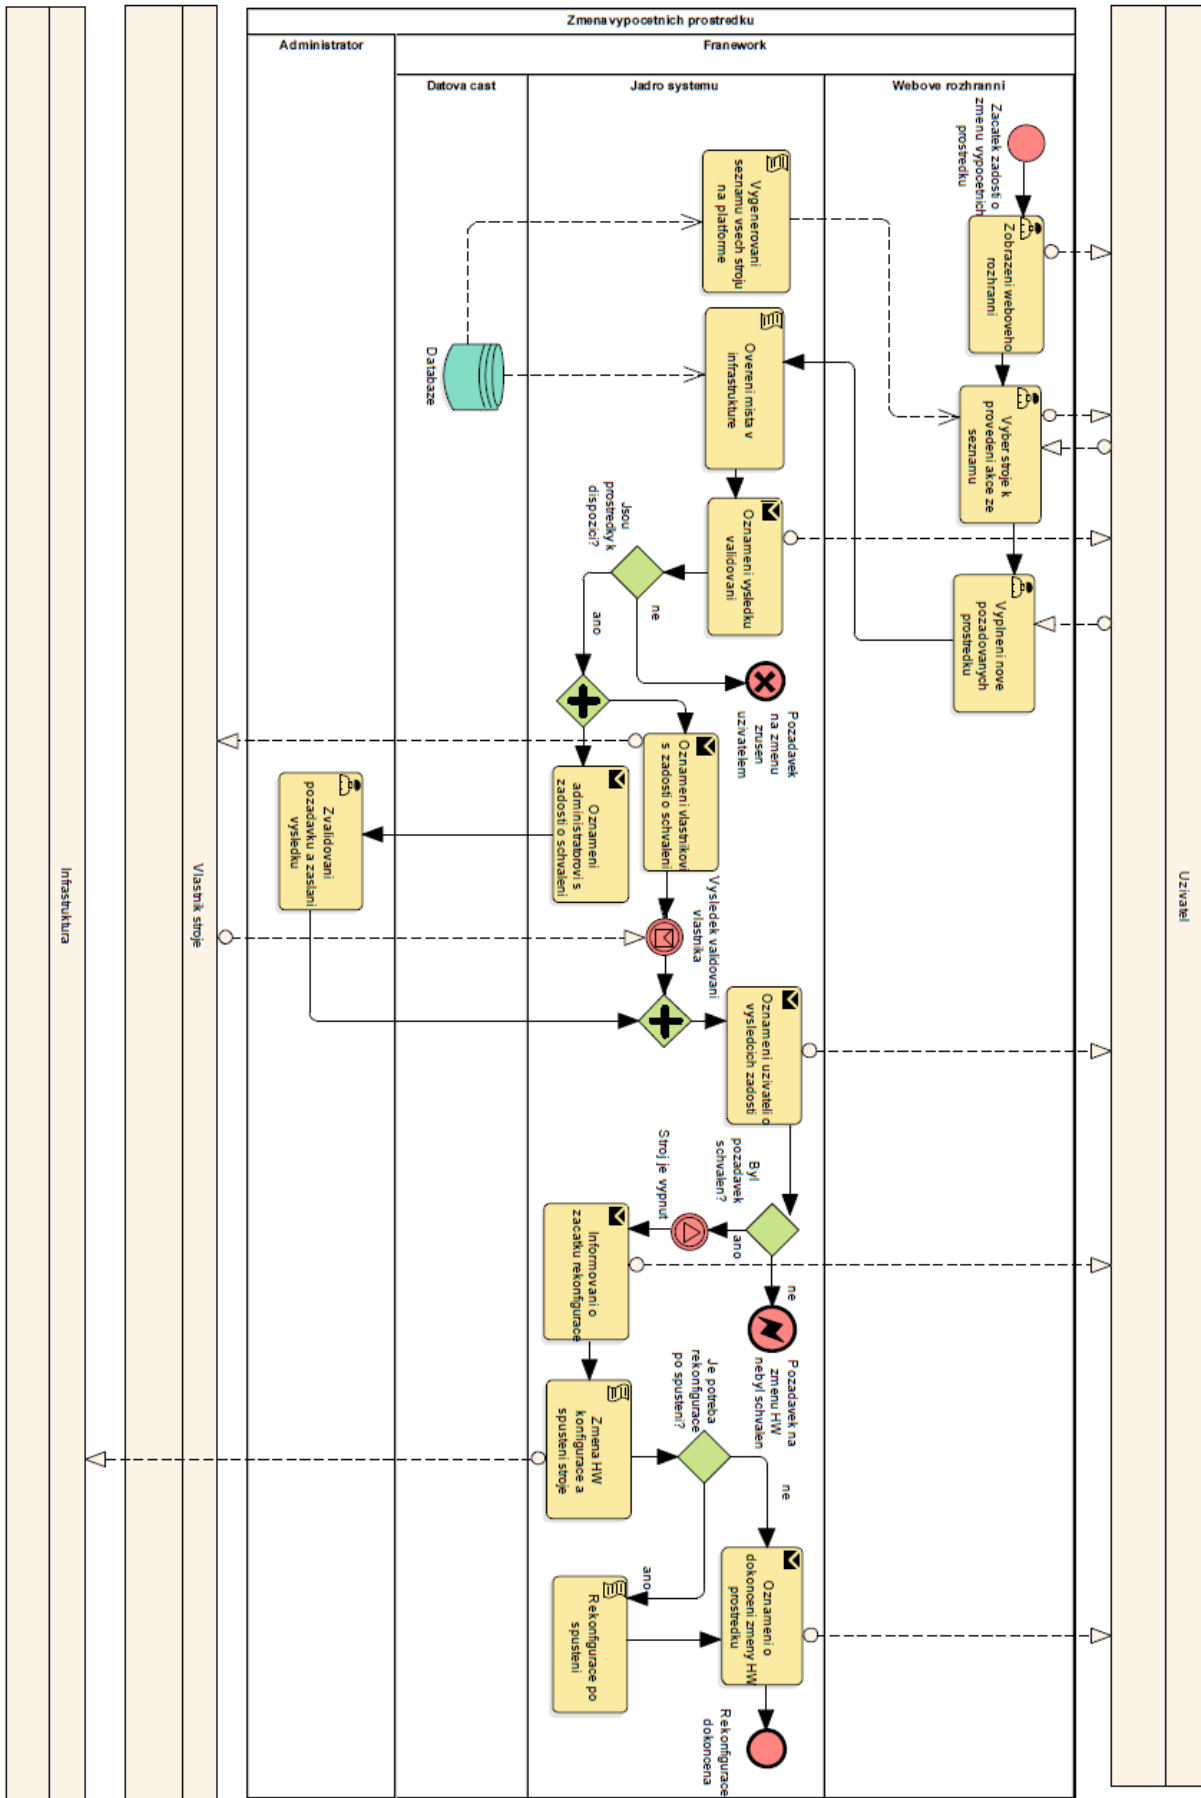 Zmena vypocetnich prostredku
Administrator
Franework
Datova cast
Jadro systemu
Webove rozhranni
Uzivatel
Vlastnik stroje
Infrastruktura
Zacatek zadosti o
zmenu vypocetnich
prostredku
Zobrazeni weboveho
rozhranni
Vyber stroje k
provedeni akce ze
seznamu
Vyplneni nove
pozadovanych
prostredku
Vygenerovani
seznamu vsech stroju
na platforme
Databaze
Overeni mista v
infrastrukture
Oznameni vysledku
validovani
Jsou
prostredky k
dispozici?
ne
ano
Pozadavek
na zmenu
zrusen
uzivatelem
Oznameni vlastnikovi
s zadosti o schvaleni
Oznameni
administratorovi s
zadosti o schvaleni
Zvalidovani
pozadavku a zaslani
vysledku
Vysledek validovani
vlastnika
Oznameni uzivateli o
vysledcich zadosti
Byl
pozadavek
schvalen?
ano
ne
Stroj je vypnut
Pozadavek na
zmenu HW
nebyl schvalen
Informovani o
zacatku rekonfigurace
Zmena HW
konfigurace a
spusteni stroje
Je potreba
rekonfigurace
po spusteni?
ne
ano
Rekonfigurace po
spusteni
Oznameni o
dokonceni zmeny HW
prostredku
Rekonfigurace
dokoncena